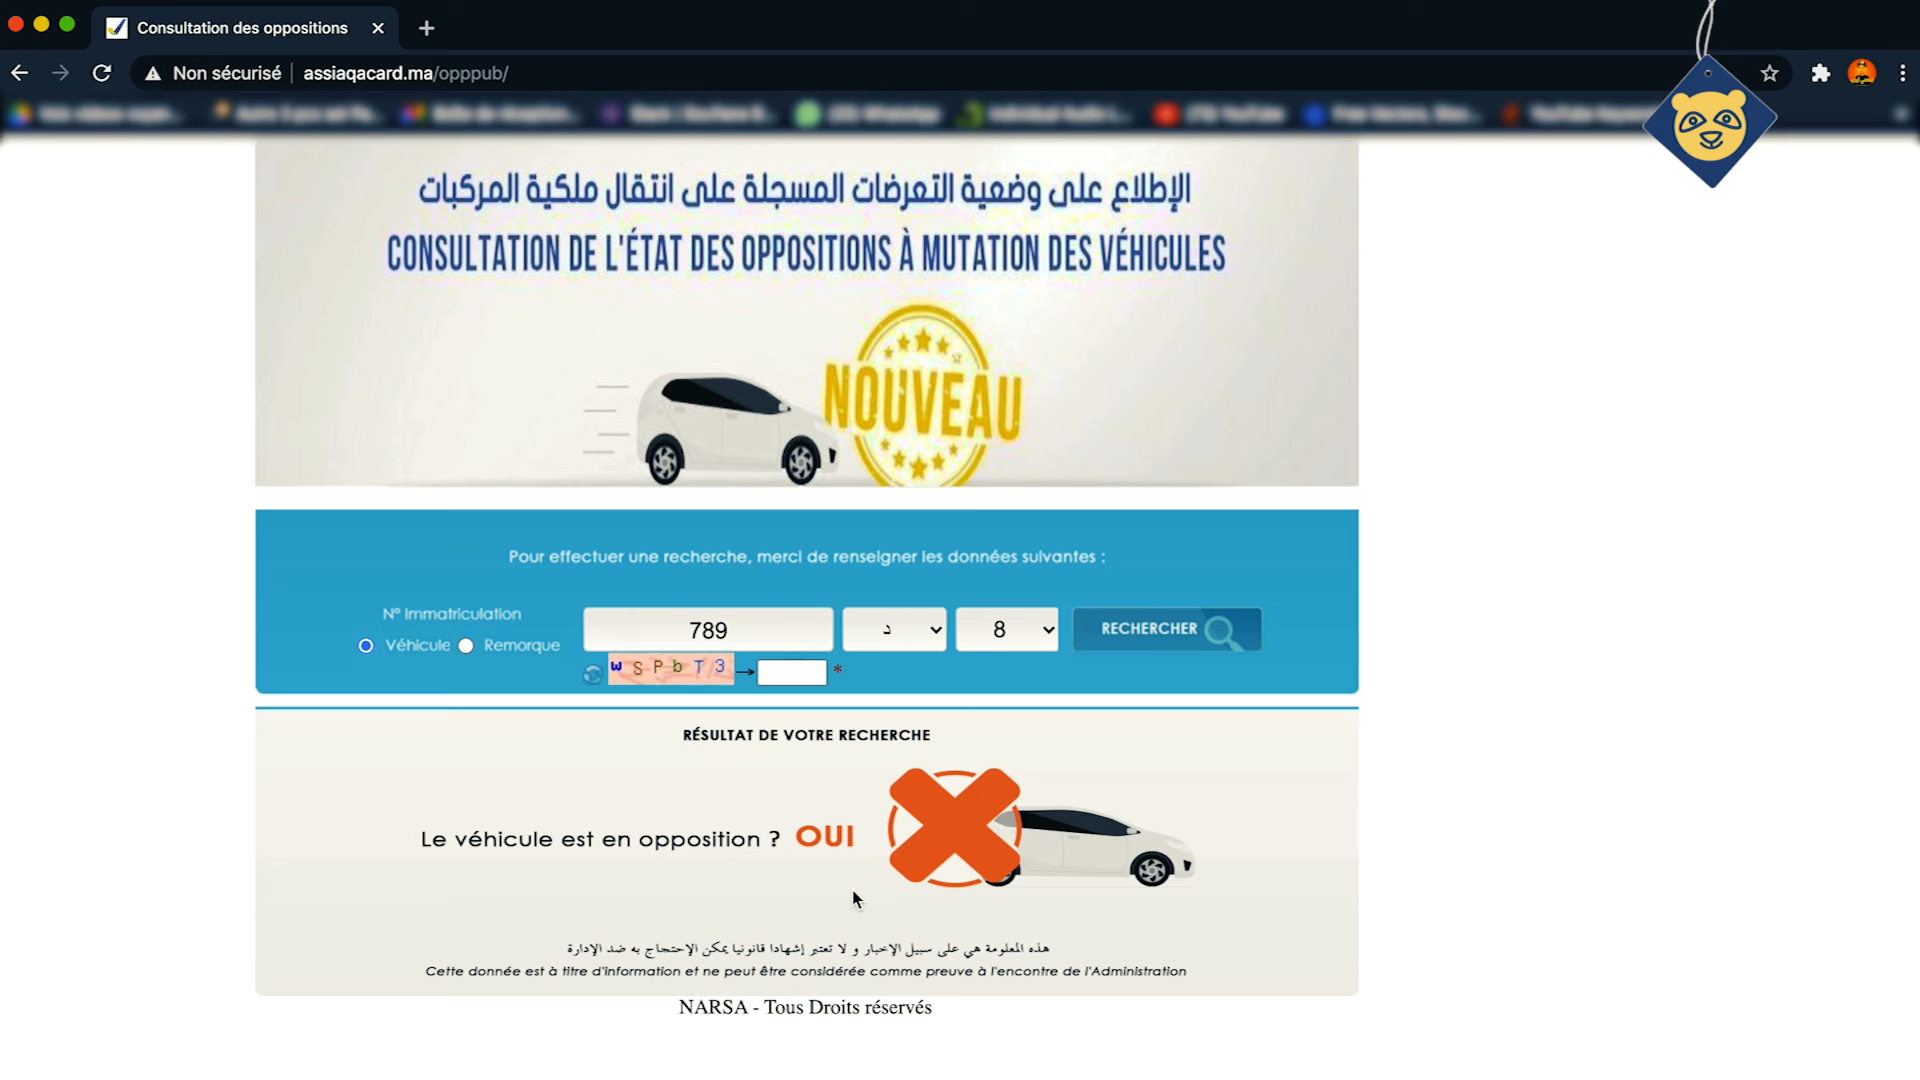 Consultation des oppositions
Non sécurisé
assiaqacard.ma/opppub/
الإطلاع على وضعية التعرضات المسجلة على انتقال ملكية المركبات
CONSULTATION DE L'ÉTAT DES OPPOSITIONS À MUTATION DES VÉHICULES
NOUVEAU
Pour effectuer une recherche, merci de renseigner les données suivantes :
N° Immatriculation
Véhicule Remorque
789 د 8 RECHERCHER
w S P b T 3 → *
RÉSULTAT DE VOTRE RECHERCHE
Le véhicule est en opposition ? OUI
هذه المعلومة هي على سبيل الإخبار و لا تعتبر إشهادا قانونيا يمكن الإحتجاج به ضد الإدارة
Cette donnée est à titre d'information et ne peut être considérée comme preuve à l'encontre de l'Administration
NARSA - Tous Droits réservés